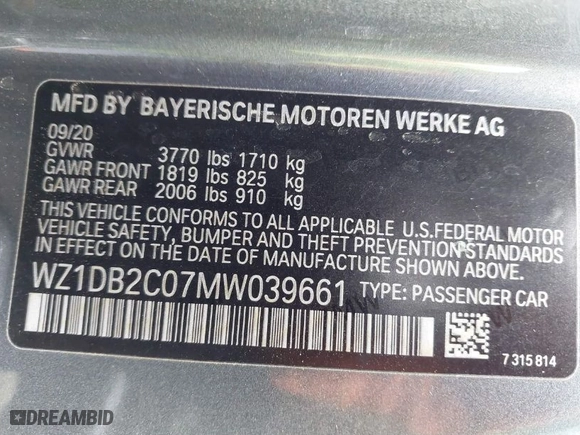 MFD BY BAYERISCHE MOTOREN WERKE AG
09/20
GVWR 3770 lbs 1710 kg
GAWR FRONT 1819 lbs 825 kg
GAWR REAR 2006 lbs 910 kg
THIS VEHICLE CONFORMS TO ALL APPLICABLE U.S.FEDERAL MOTOR
VEHICLE SAFETY, BUMPER AND THEFT PREVENTION STANDARDS
IN EFFECT ON THE DATE OF MANUFACTURE SHOWN ABOVE.
WZ1DB2C07MW039661 TYPE: PASSENGER CAR
7 315 814
DREAMBID